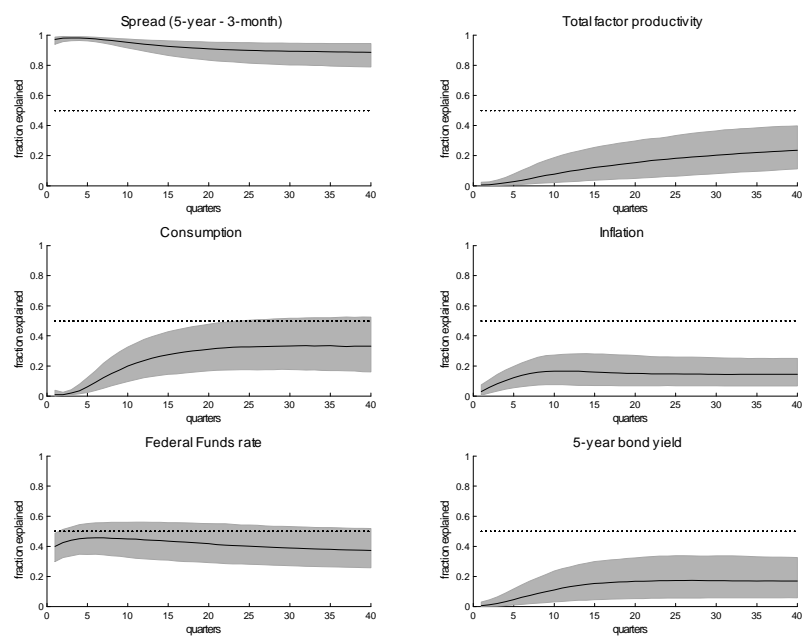 Spread (5-year - 3-month)
1
0.8
0.6
0.4
0.2
0
fraction explained
0 5 10 15 20 25 30 35 40
quarters
Total factor productivity
1
0.8
0.6
0.4
0.2
0
fraction explained
0 5 10 15 20 25 30 35 40
quarters
Consumption
1
0.8
0.6
0.4
0.2
0
fraction explained
0 5 10 15 20 25 30 35 40
quarters
Inflation
1
0.8
0.6
0.4
0.2
0
fraction explained
0 5 10 15 20 25 30 35 40
quarters
Federal Funds rate
1
0.8
0.6
0.4
0.2
0
fraction explained
0 5 10 15 20 25 30 35 40
quarters
5-year bond yield
1
0.8
0.6
0.4
0.2
0
fraction explained
0 5 10 15 20 25 30 35 40
quarters